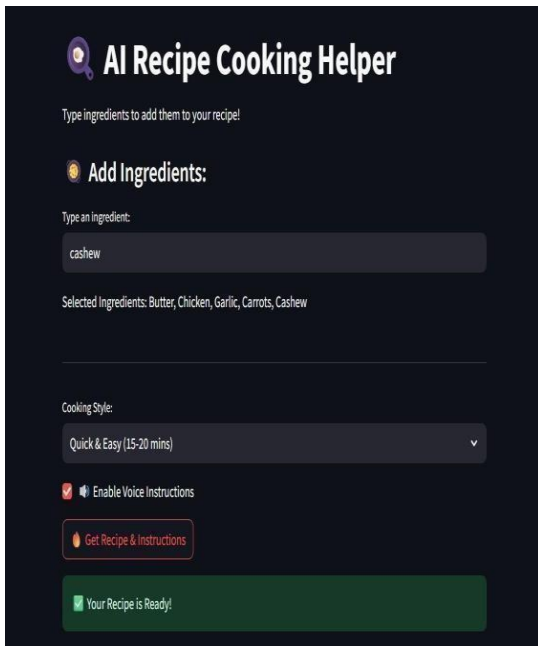 AI Recipe Cooking Helper
Type ingredients to add them to your recipe!
Add Ingredients:
Type an ingredient:
cashew
Selected Ingredients: Butter, Chicken, Garlic, Carrots, Cashew
Cooking Style:
Quick & Easy (15-20 mins)
Enable Voice Instructions
Get Recipe & Instructions
Your Recipe is Ready!